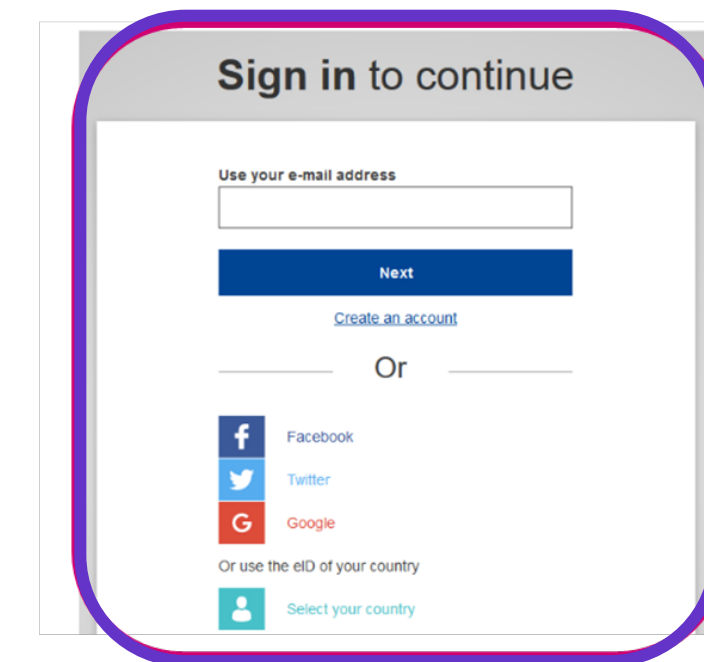 Sign in to continue
Use your e-mail address
Next
Create an account
Or
Facebook
Twitter
G Google
Or use the eID of your country
Select your country